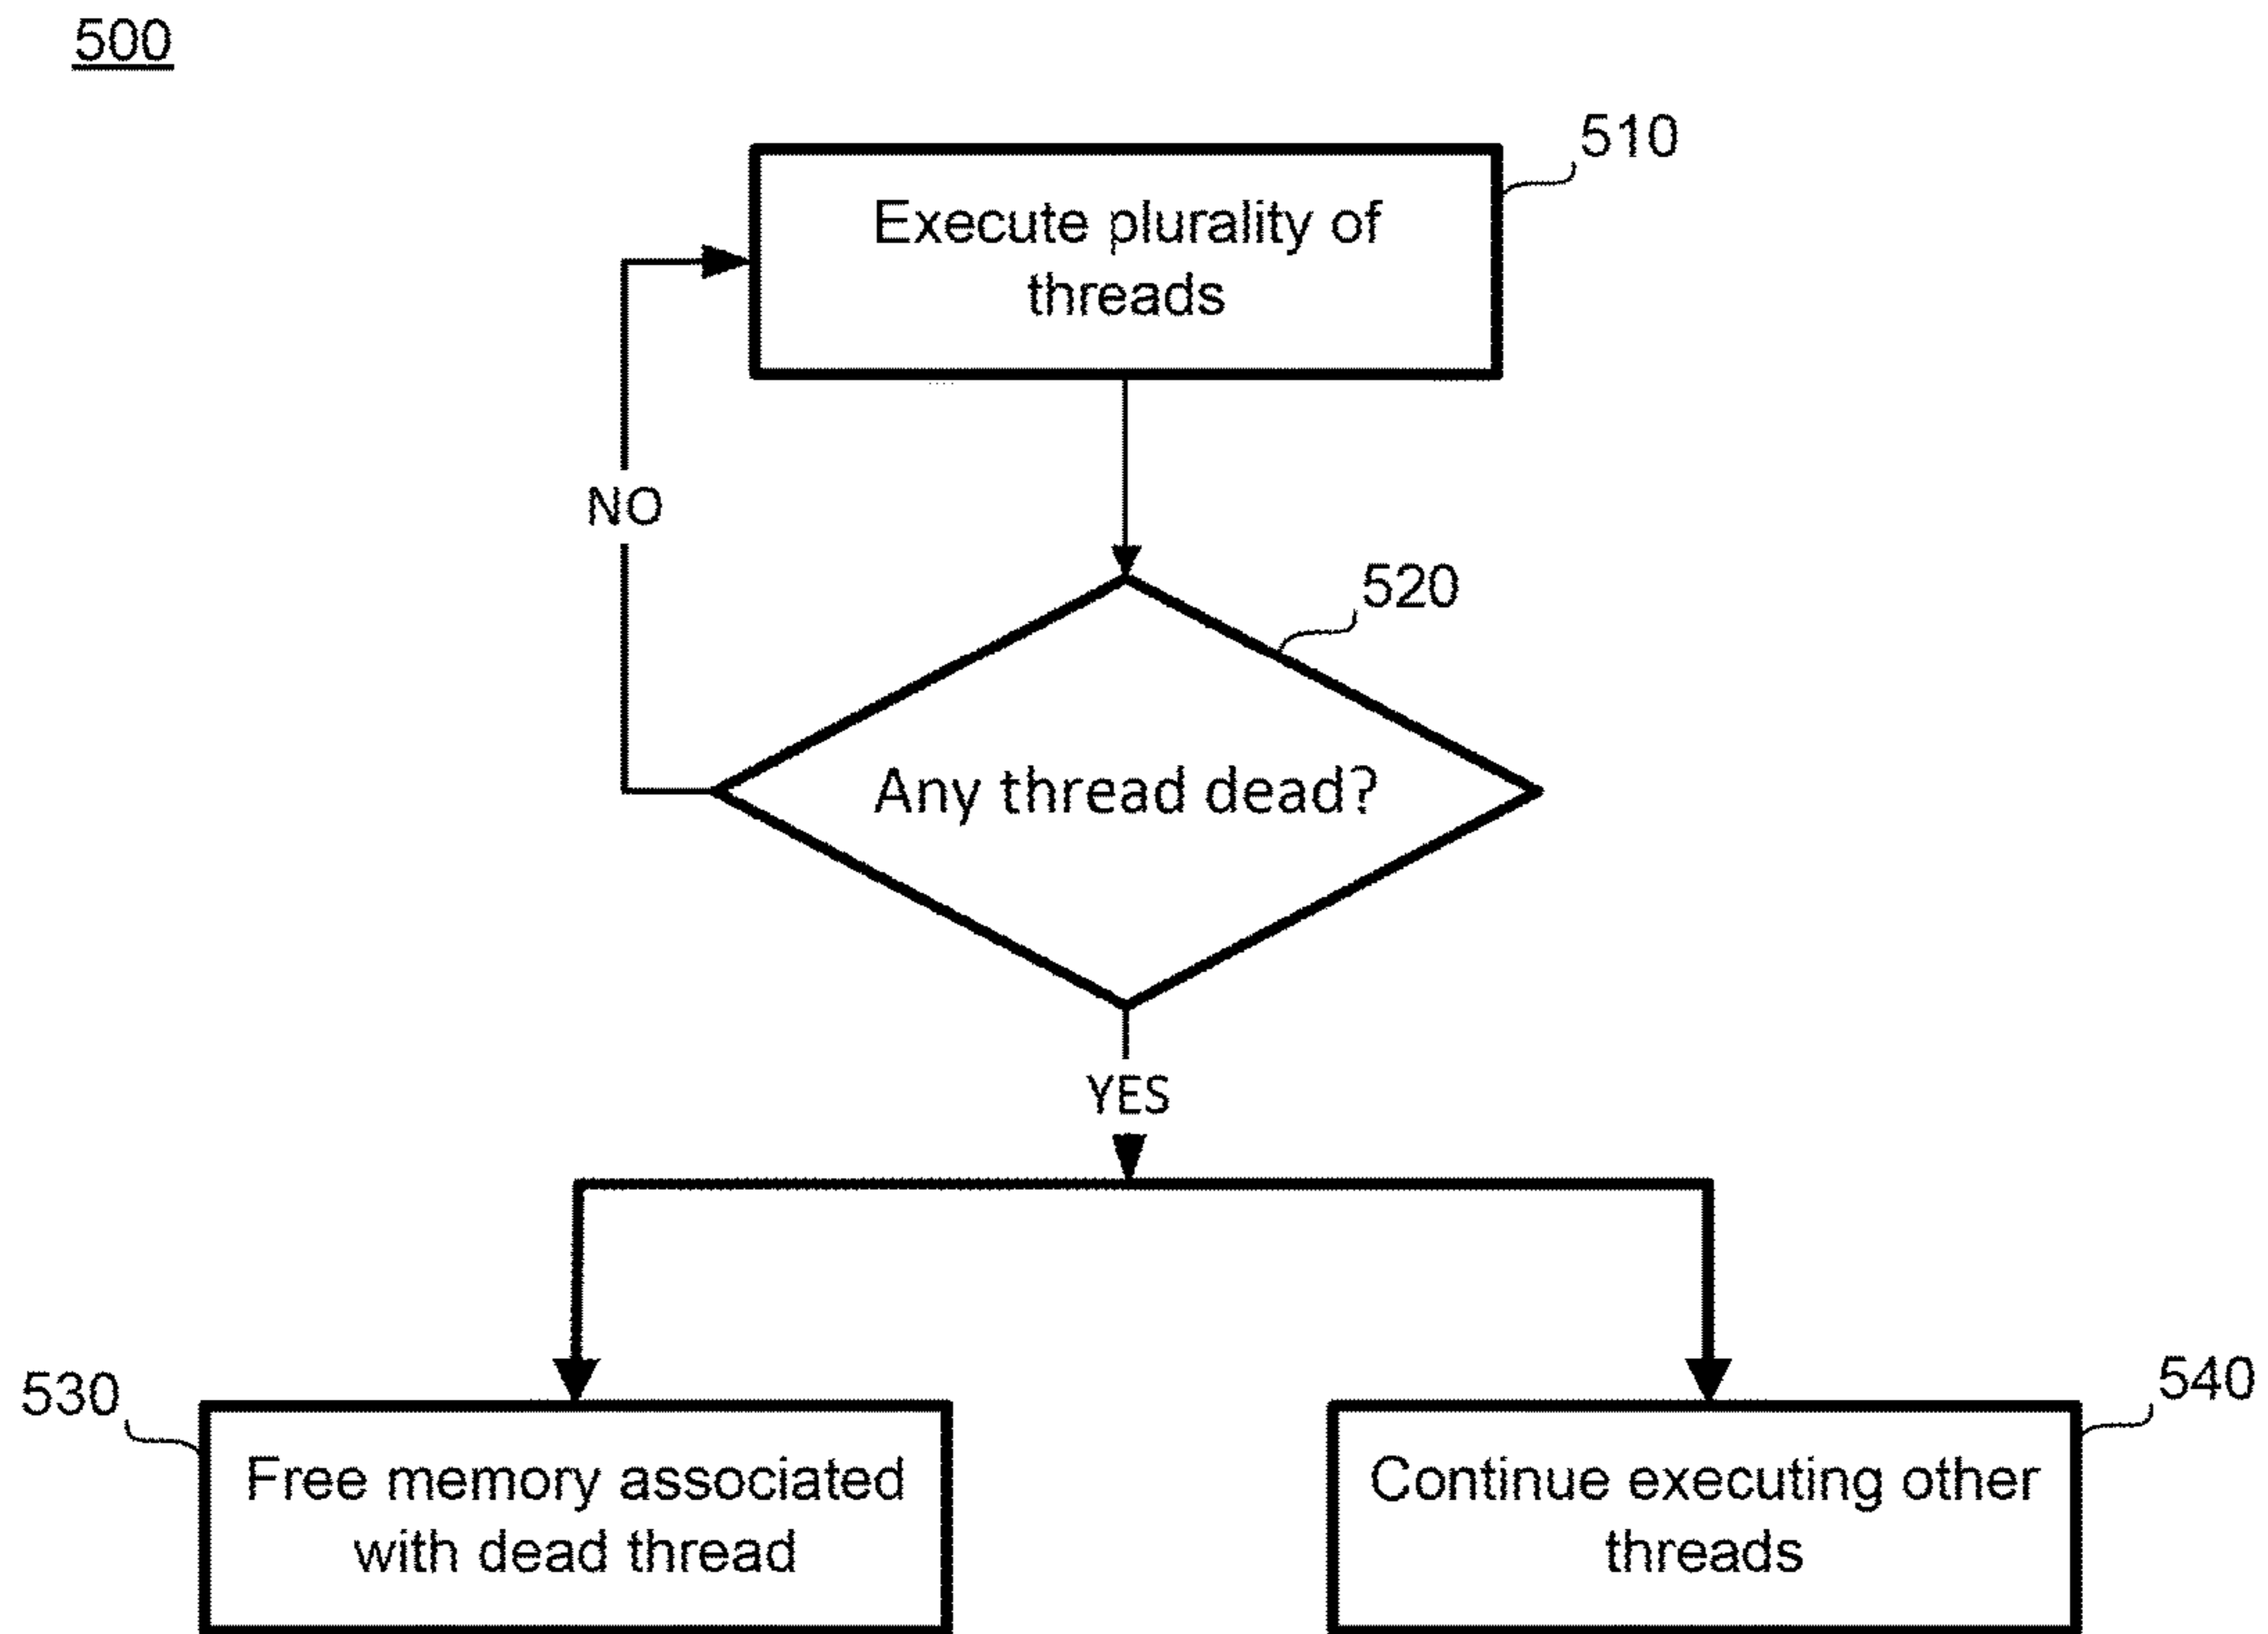 500
510
Execute plurality of
threads
NO
520
Any thread dead?
YES
530
Free memory associated
with dead thread
540
Continue executing other
threads